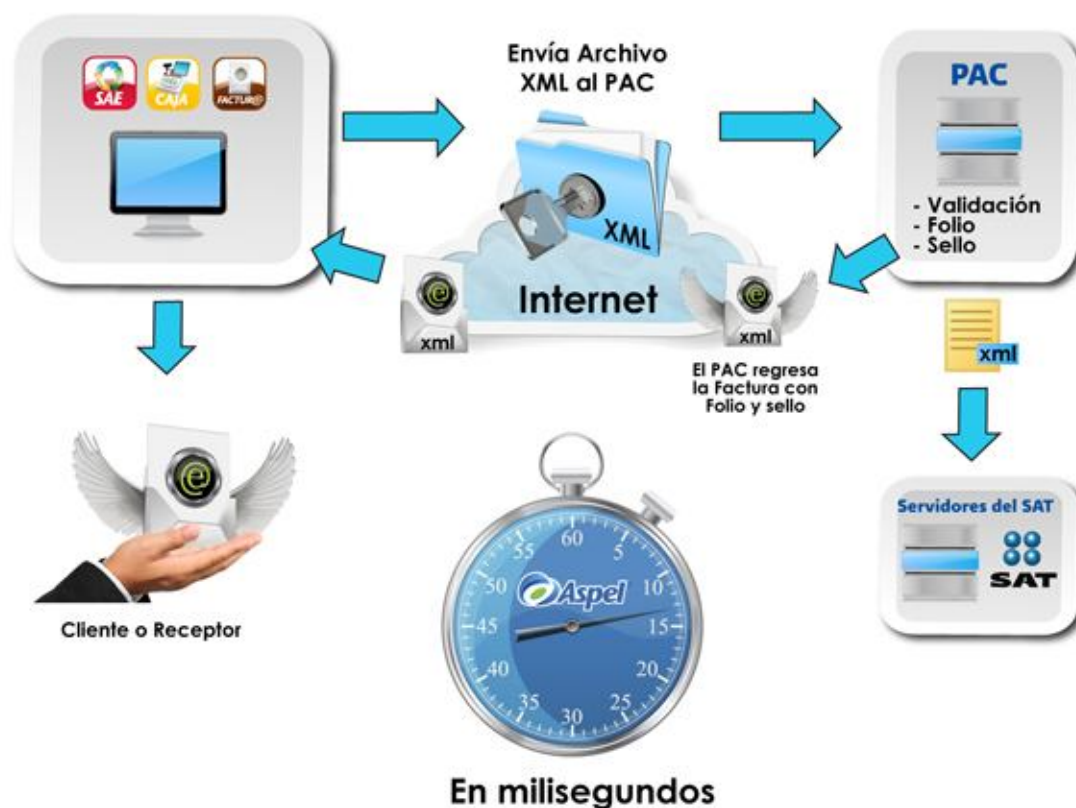 SAE
CAJA
FACTUR@
Envía Archivo
XML al PAC
XML
Internet
xml
xml
El PAC regresa
la Factura con
Folio y sello
PAC
- Validación
- Folio
- Sello
xml
Servidores del SAT
SAT
Cliente o Receptor
60
5
10
15
20
25
30
35
40
45
50
55
Aspel
En milisegundos